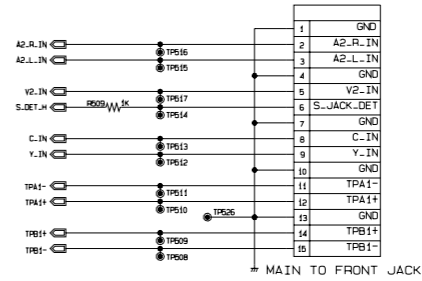 1 GND
A2_R_IN 2 A2_R_IN
TP516
A2_L_IN 3 A2_L_IN
TP515
4 GND
V2_IN 5 V2_IN
TP517
S_DET_H R509 1K 6 S_JACK_DET
TP514
7 GND
C_IN 8 C_IN
TP513
Y_IN 9 Y_IN
TP512
10 GND
TPA1- 11 TPA1-
TP511
TPA1+ 12 TPA1+
TP510
TP526 13 GND
TPB1+ 14 TPB1+
TP509
TPB1- 15 TPB1-
TP508
MAIN TO FRONT JACK